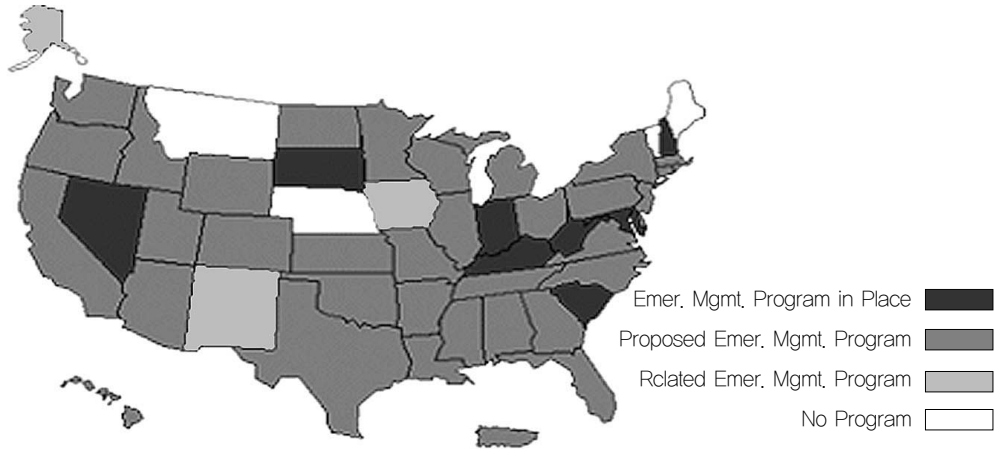 Emer. Mgmt. Program in Place
Proposed Emer. Mgmt. Program
Rclated Emer. Mgmt. Program
No Program